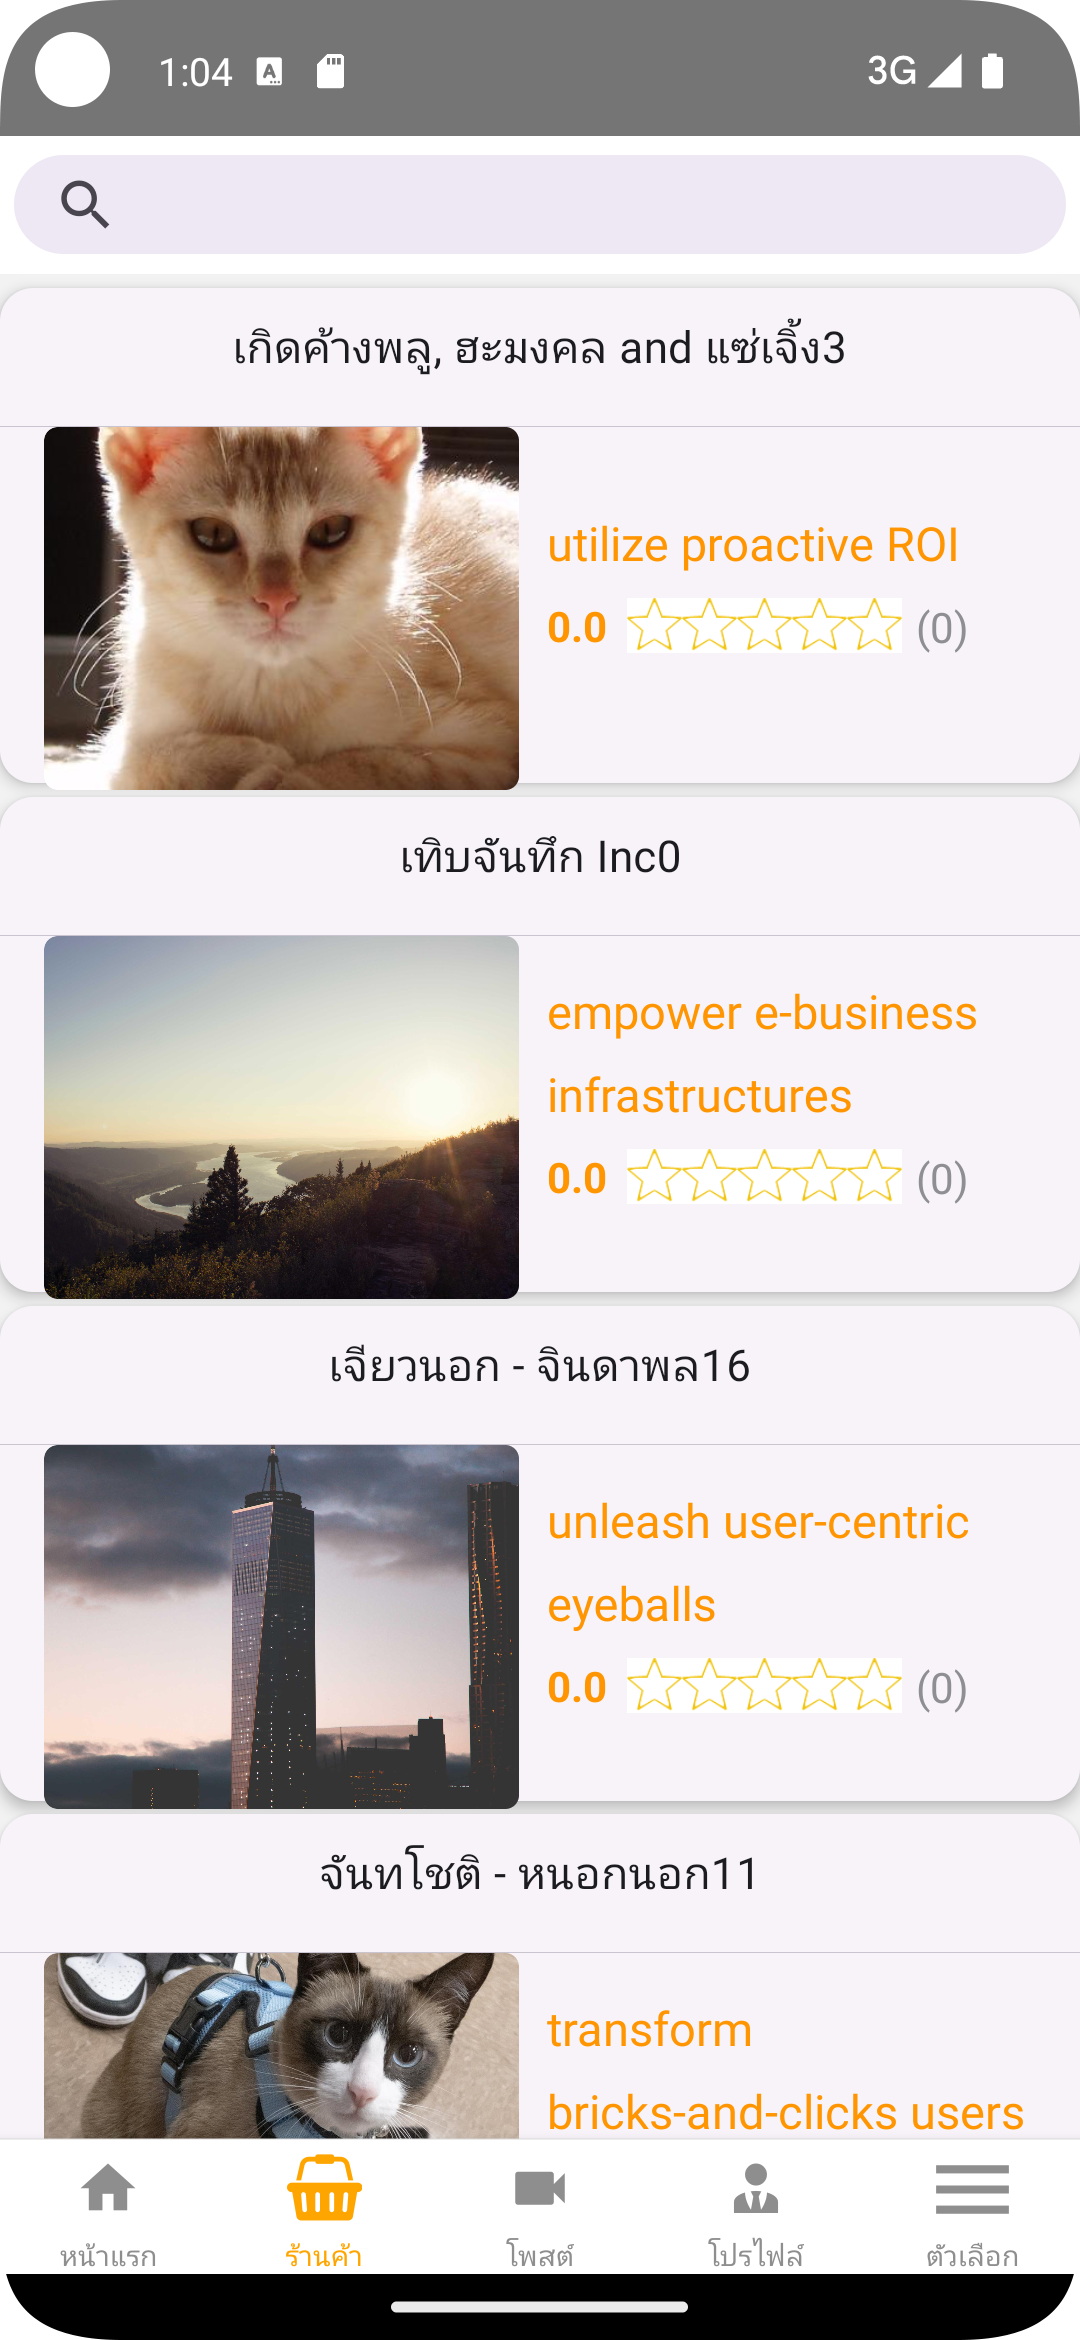 1:04
3G
เกิดค้างพลู, ฮะมงคล and แซ่เจิ้ง3
utilize proactive ROI
0.0 (0)
เทิบจันทึก Inc0
empower e-business
infrastructures
0.0 (0)
เจียวนอก - จินดาพล16
unleash user-centric
eyeballs
0.0 (0)
จันทโชติ - หนอกนอก11
transform
bricks-and-clicks users
หน้าแรก
ร้านค้า
โพสต์
โปรไฟล์
ตัวเลือก